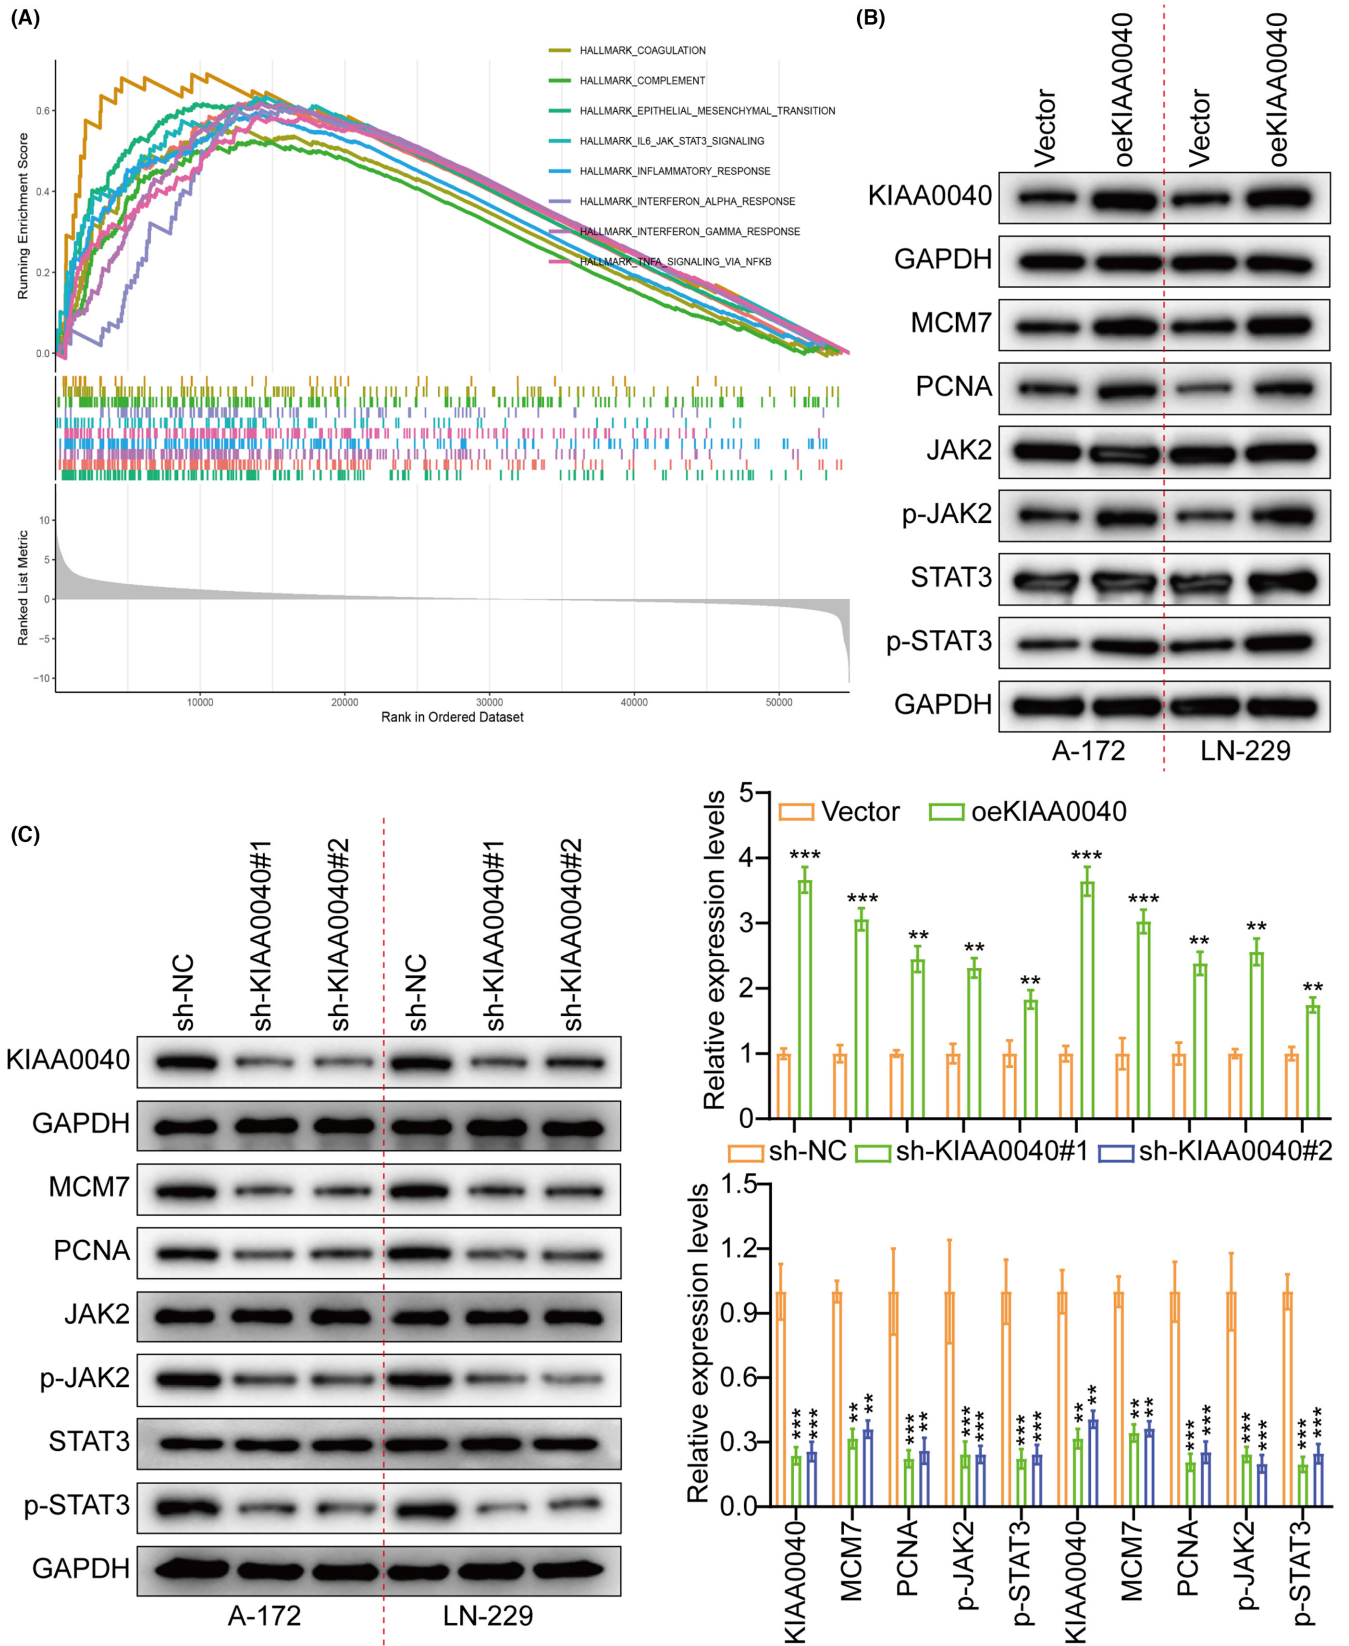 (A)
HALLMARK_COAGULATION
HALLMARK_COMPLEMENT
HALLMARK_EPITHELIAL_MESENCHYMAL_TRANSITION
HALLMARK_IL6_JAK_STAT3_SIGNALING
HALLMARK_INFLAMMATORY_RESPONSE
HALLMARK_INTERFERON_ALPHA_RESPONSE
HALLMARK_INTERFERON_GAMMA_RESPONSE
HALLMARK_TNFA_SIGNALING_VIA_NFKB
Running Enrichment Score
0.6
0.4
0.2
0.0
Ranked List Metric
10
5
0
−5
−10
10000 20000 30000 40000 50000
Rank in Ordered Dataset
(B)
Vector oeKIAA0040 Vector oeKIAA0040
KIAA0040
GAPDH
MCM7
PCNA
JAK2
p-JAK2
STAT3
p-STAT3
GAPDH
A-172 LN-229
(C)
sh-NC sh-KIAA0040#1 sh-KIAA0040#2 sh-NC sh-KIAA0040#1 sh-KIAA0040#2
KIAA0040
GAPDH
MCM7
PCNA
JAK2
p-JAK2
STAT3
p-STAT3
GAPDH
A-172 LN-229
Vector oeKIAA0040
Relative expression levels
5
4
3
2
1
0
*** *** ** ** ** *** *** ** ** **
sh-NC sh-KIAA0040#1 sh-KIAA0040#2
Relative expression levels
1.5
1.2
0.9
0.6
0.3
0.0
*** *** ** ** *** ** *** *** *** *** ** ** ** ** *** *** *** *** *** ***
KIAA0040 MCM7 PCNA p-JAK2 p-STAT3 KIAA0040 MCM7 PCNA p-JAK2 p-STAT3